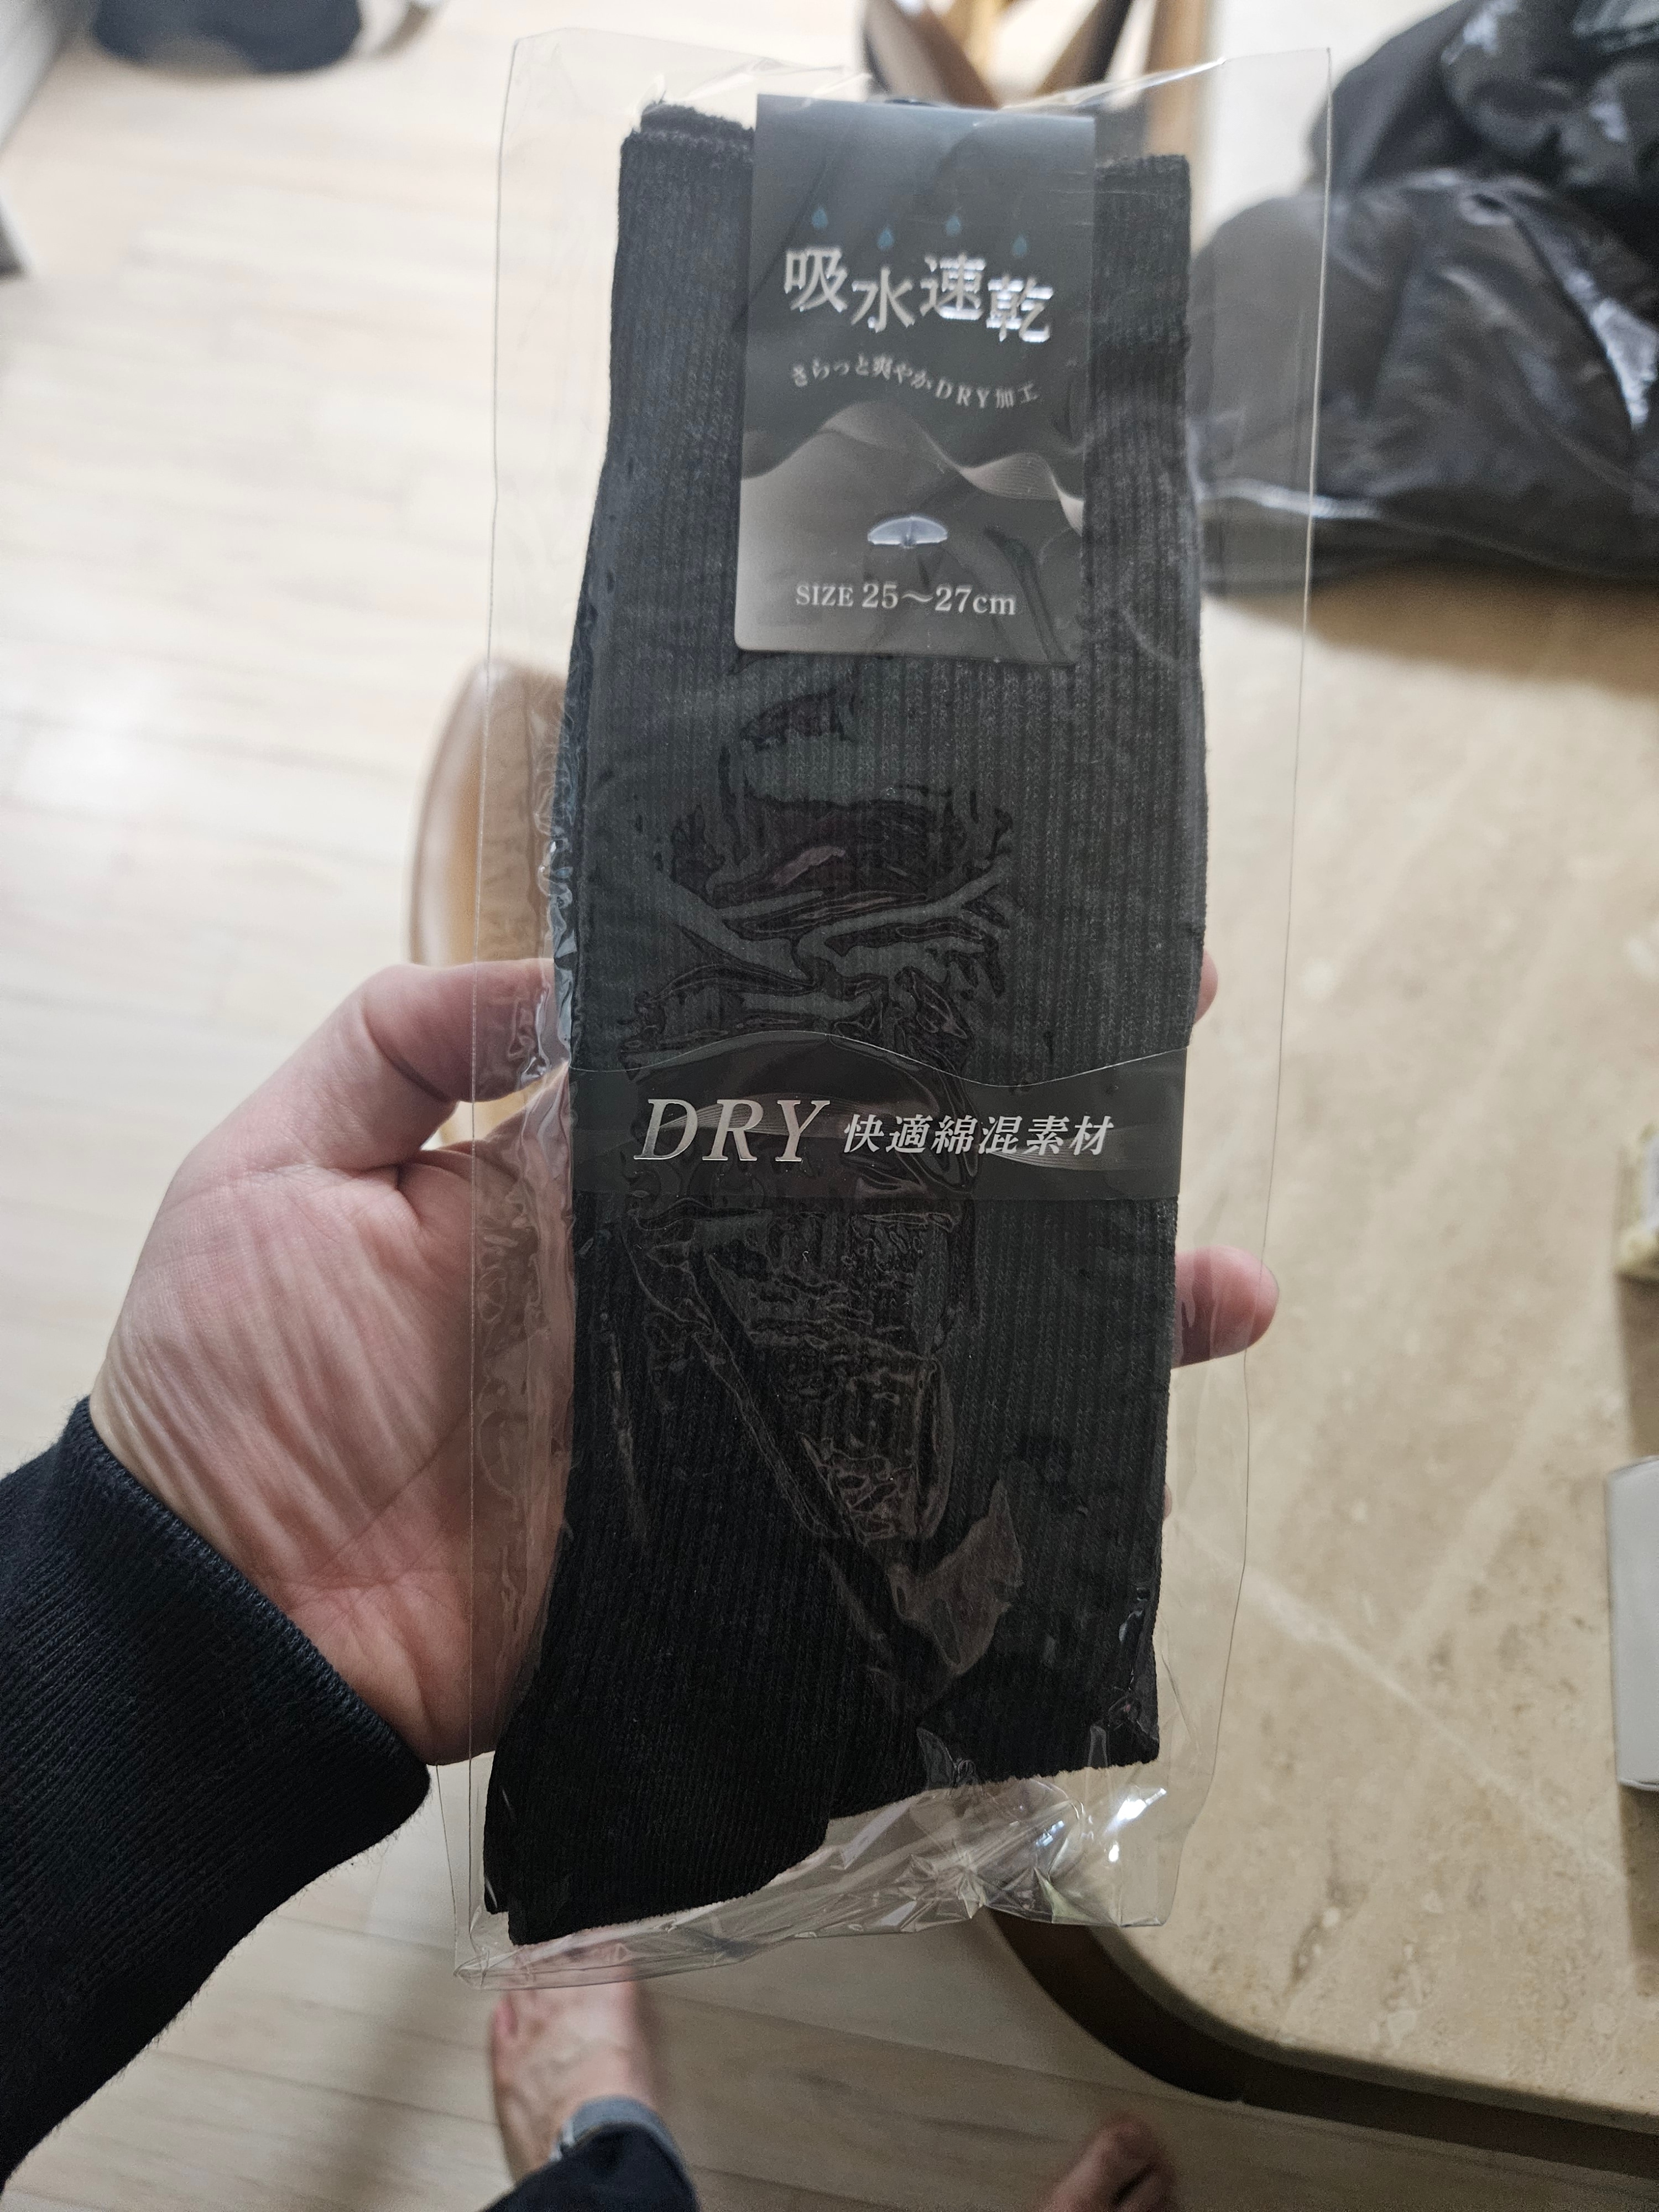 吸水速乾
さらっと爽やかDRY加工
SIZE 25～27cm
DRY 快適綿混素材